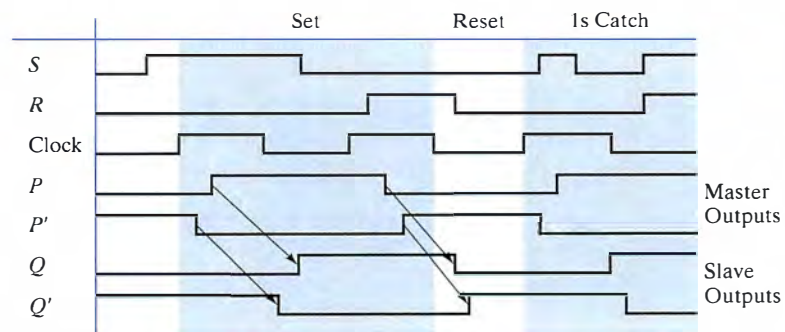 Set Reset 1s Catch
S
R
Clock
P
P'
Master
Outputs
Q
Slave
Q'
Outputs